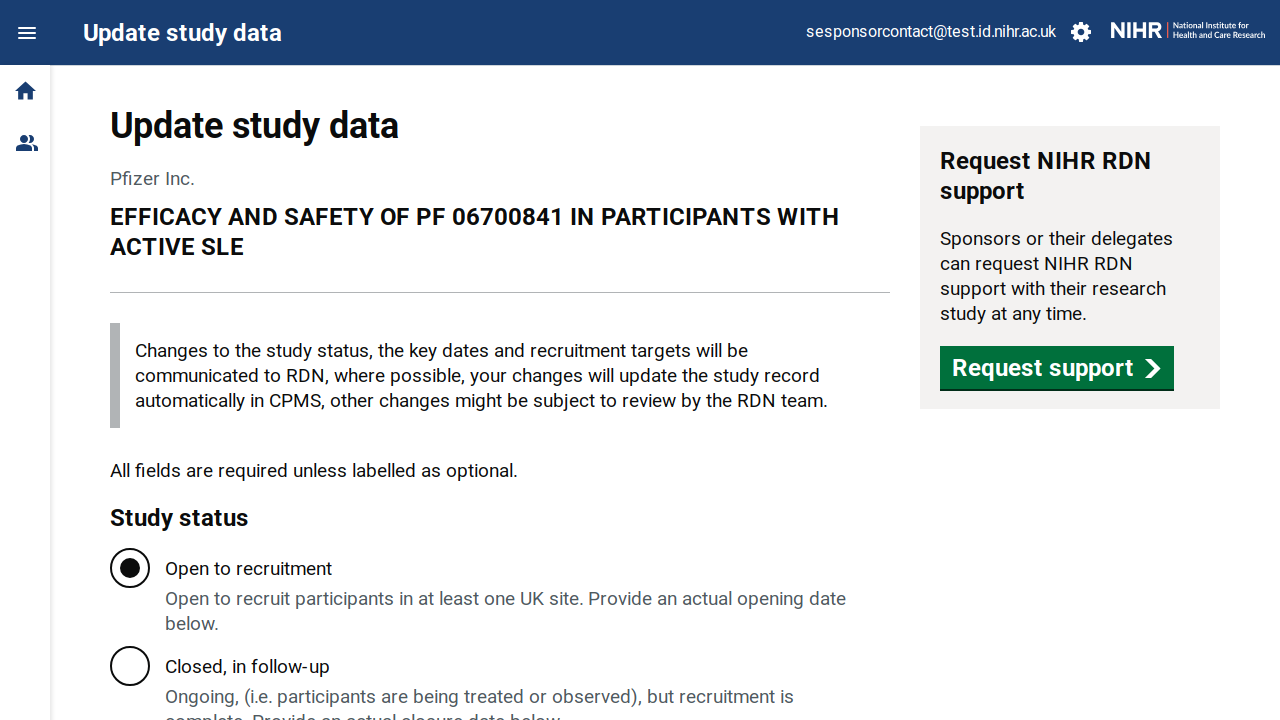 Update study data
sesponsorcontact@test.id.nihr.ac.uk
NIHR
National Institute for
Health and Care Research
Update study data
Pfizer Inc.
EFFICACY AND SAFETY OF PF 06700841 IN PARTICIPANTS WITH
ACTIVE SLE
Changes to the study status, the key dates and recruitment targets will be
communicated to RDN, where possible, your changes will update the study record
automatically in CPMS, other changes might be subject to review by the RDN team.
All fields are required unless labelled as optional.
Study status
Open to recruitment
Open to recruit participants in at least one UK site. Provide an actual opening date
below.
Closed, in follow-up
Ongoing, (i.e. participants are being treated or observed), but recruitment is
complete. Provide an actual closure date below.
Request NIHR RDN
support
Sponsors or their delegates
can request NIHR RDN
support with their research
study at any time.
Request support